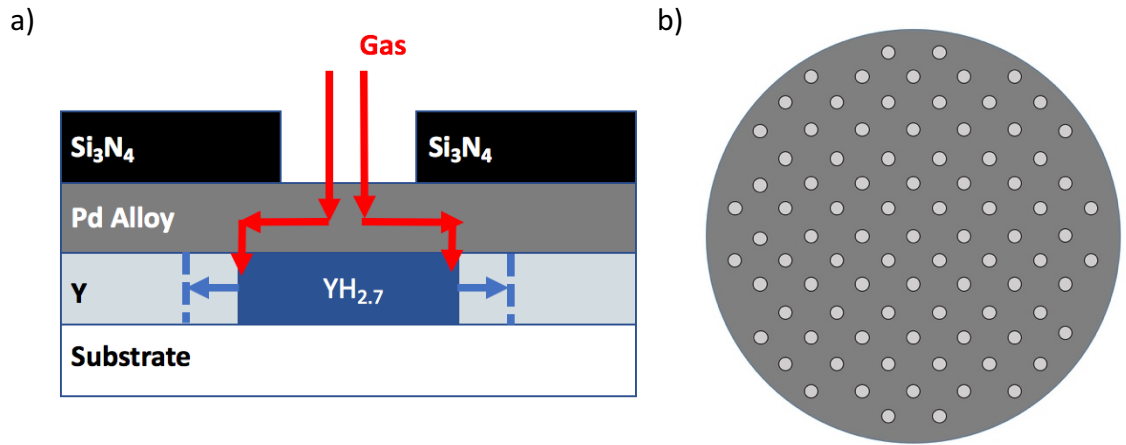 a)
b)
Gas
Si₃N₄
Si₃N₄
Pd Alloy
Y
YH₂.₇
Substrate